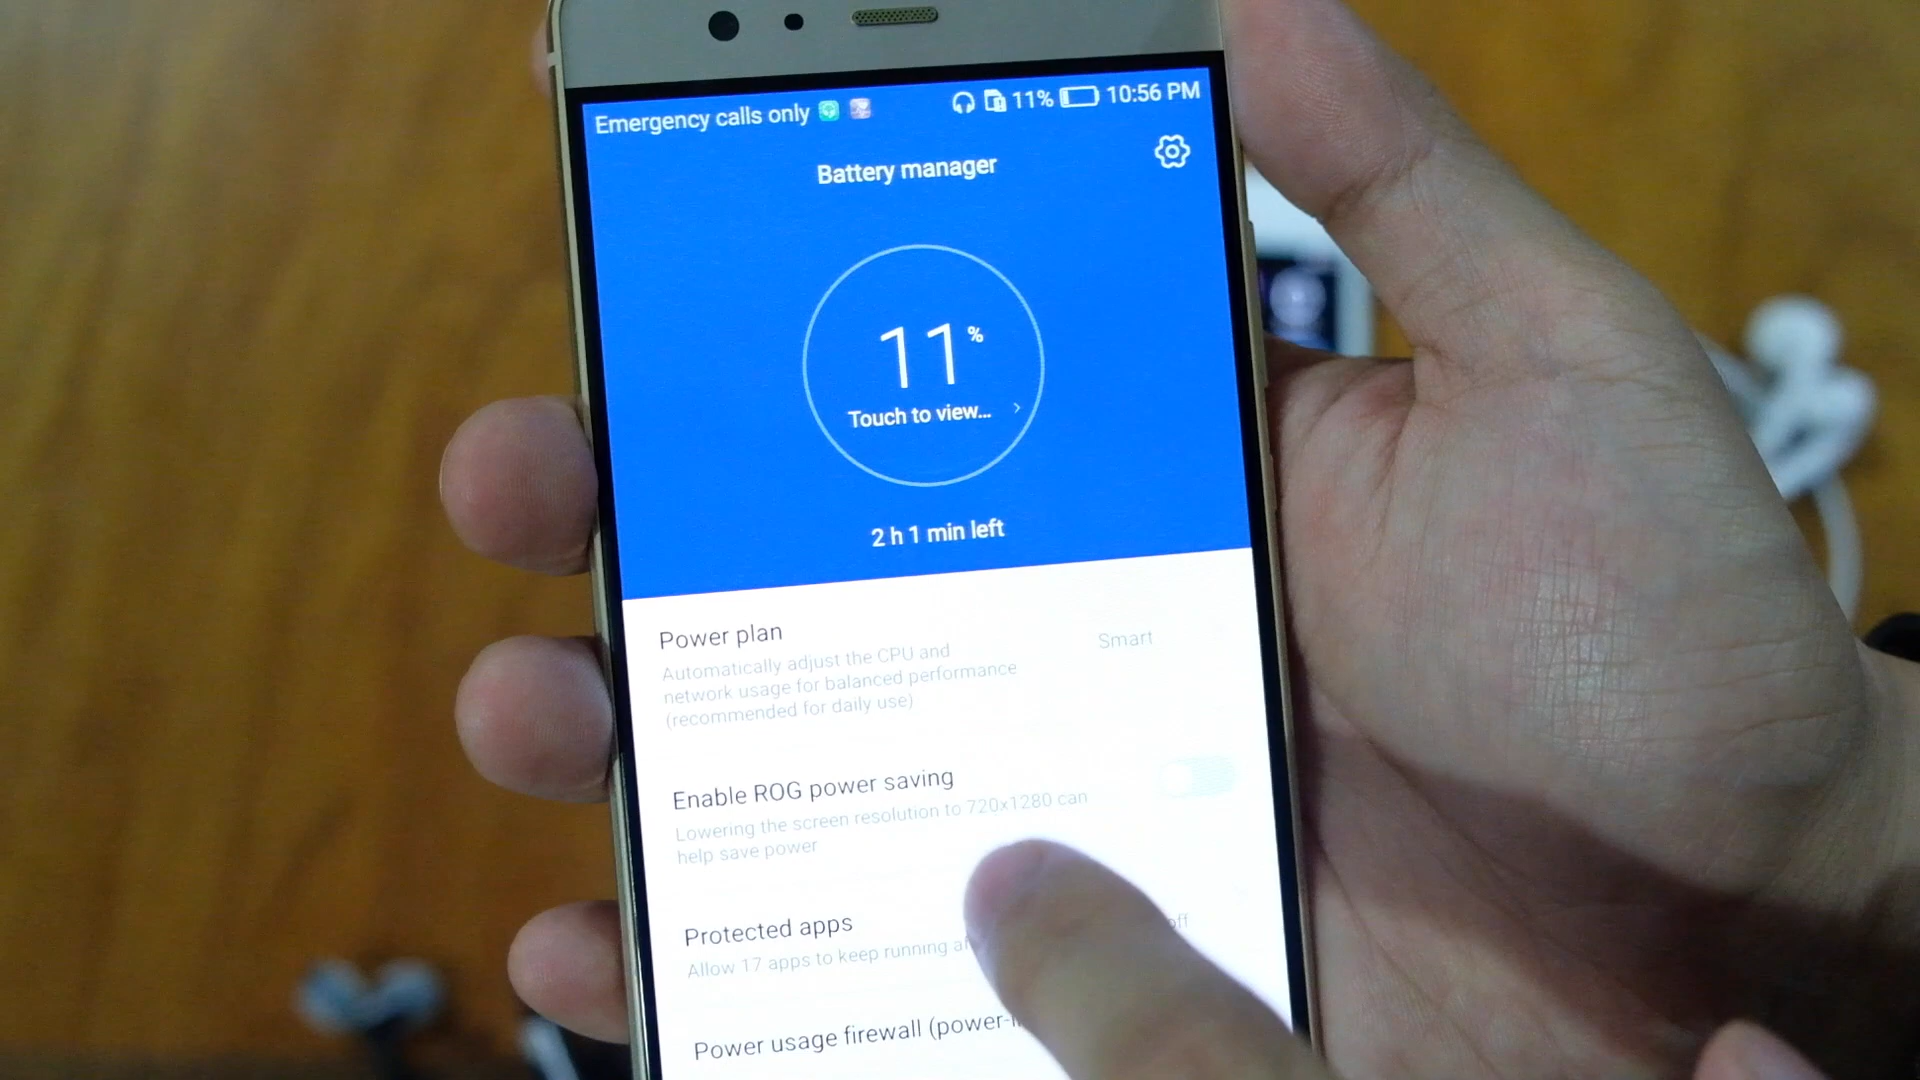 Emergency calls only 11% 10:56 PM
Battery manager
11%
Touch to view...
2 h 1 min left
Power plan
Smart
Automatically adjust the CPU and
network usage for balanced performance
(recommended for daily use)
Enable ROG power saving
Lowering the screen resolution to 720x1280 can
help save power
Protected apps
off
Allow 17 apps to keep running
Power usage firewall (power-